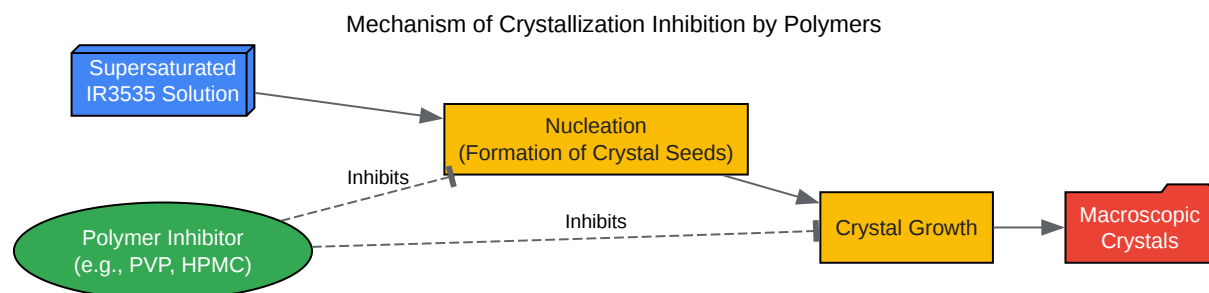 Mechanism of Crystallization Inhibition by Polymers
Supersaturated
IR3535 Solution
Nucleation
(Formation of Crystal Seeds)
Inhibits
Inhibits
Polymer Inhibitor
(e.g., PVP, HPMC)
Crystal Growth
Macroscopic
Crystals